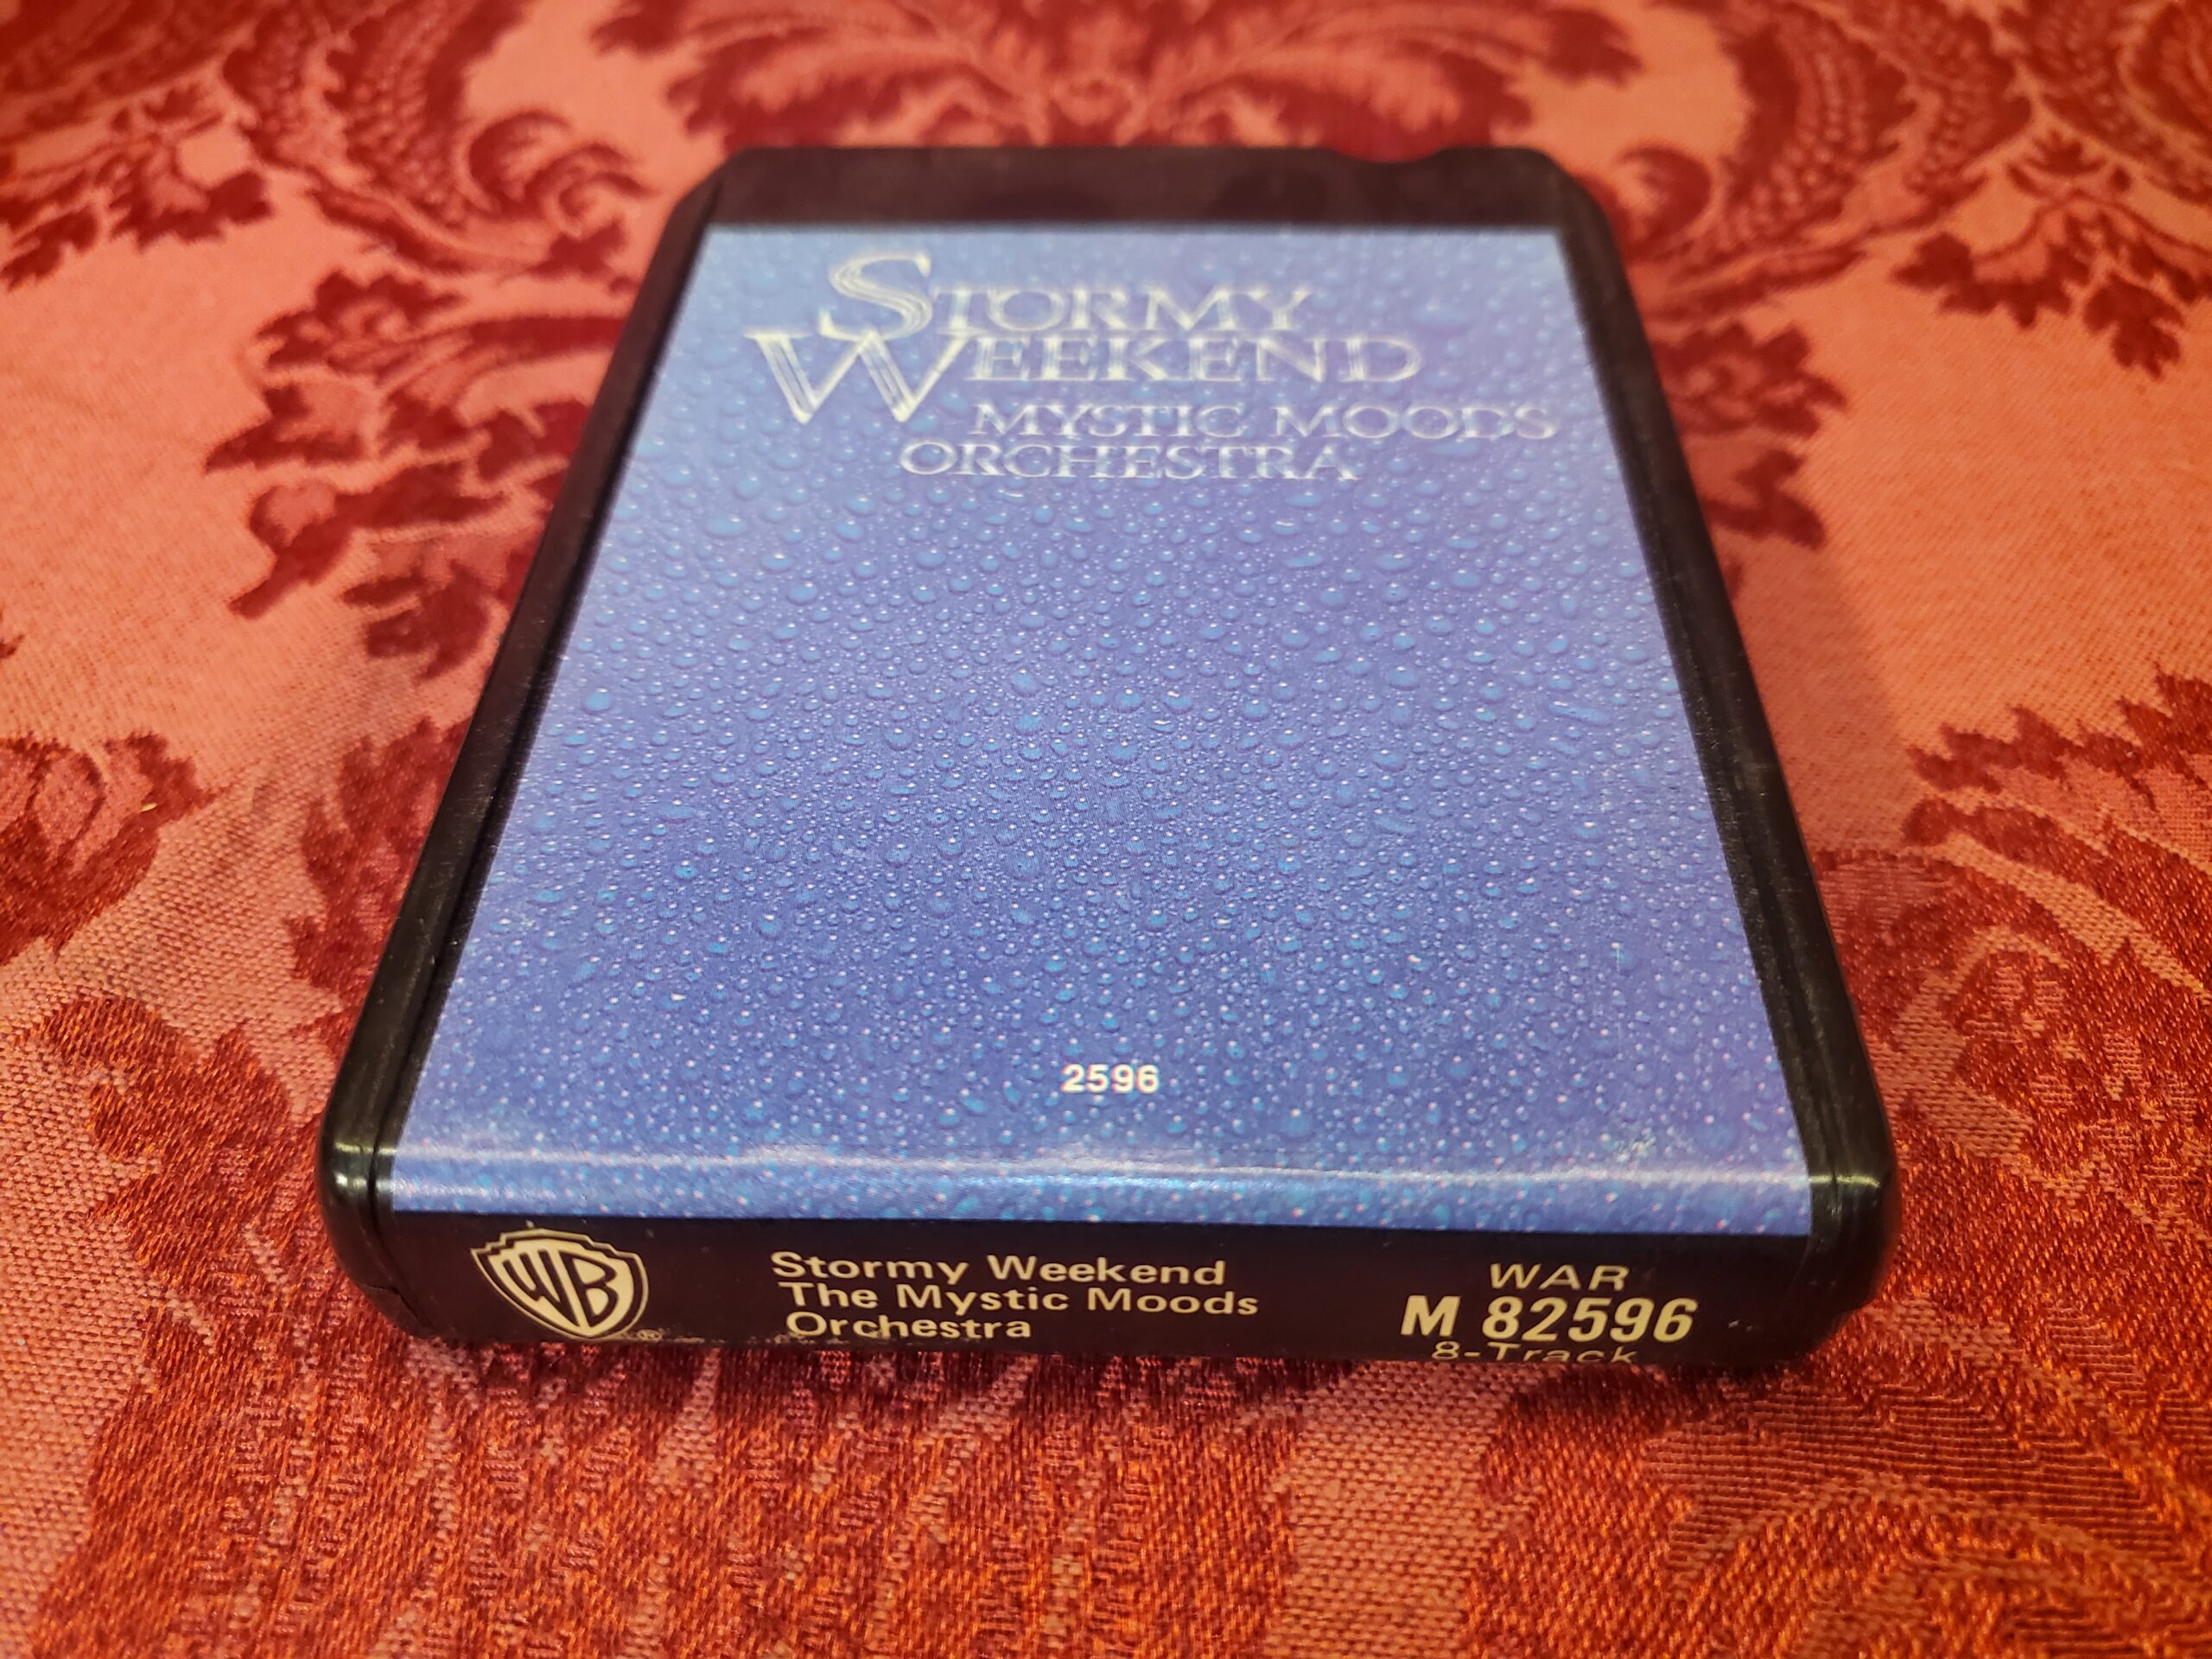 STORMY
WEEKEND
MYSTIC MOODS
ORCHESTRA
2596
WB ®
Stormy Weekend
The Mystic Moods
Orchestra
WAR
M 82596
8-Track